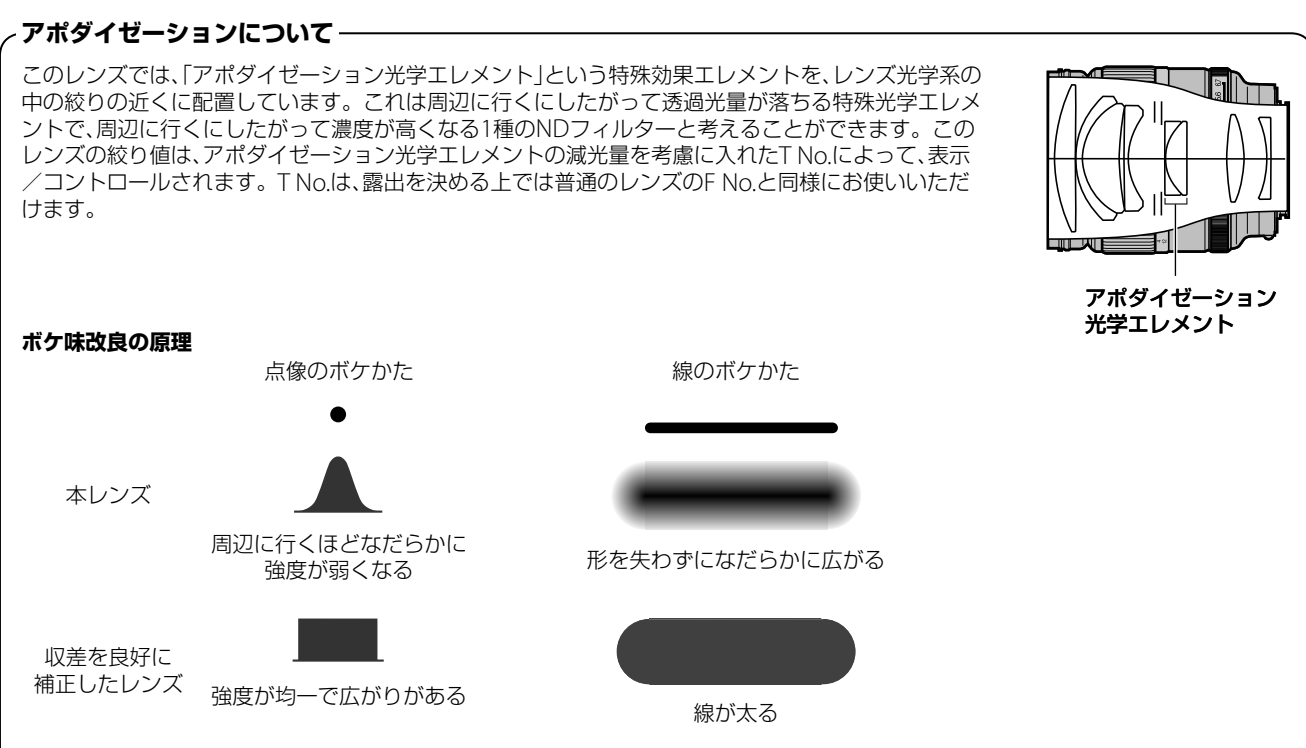 アポダイゼーションについて
このレンズでは、「アポダイゼーション光学エレメント」という特殊効果エレメントを、レンズ光学系の
中の絞りの近くに配置しています。これは周辺に行くにしたがって透過光量が落ちる特殊光学エレメ
ントで、周辺に行くにしたがって濃度が高くなる1種のNDフィルターと考えることができます。この
レンズの絞り値は、アポダイゼーション光学エレメントの減光量を考慮に入れたT No.によって、表示
／コントロールされます。T No.は、露出を決める上では普通のレンズのF No.と同様にお使いいただ
けます。
アポダイゼーション
光学エレメント
ボケ味改良の原理
点像のボケかた
線のボケかた
本レンズ
周辺に行くほどなだらかに
強度が弱くなる
形を失わずになだらかに広がる
収差を良好に
補正したレンズ
強度が均一で広がりがある
線が太る